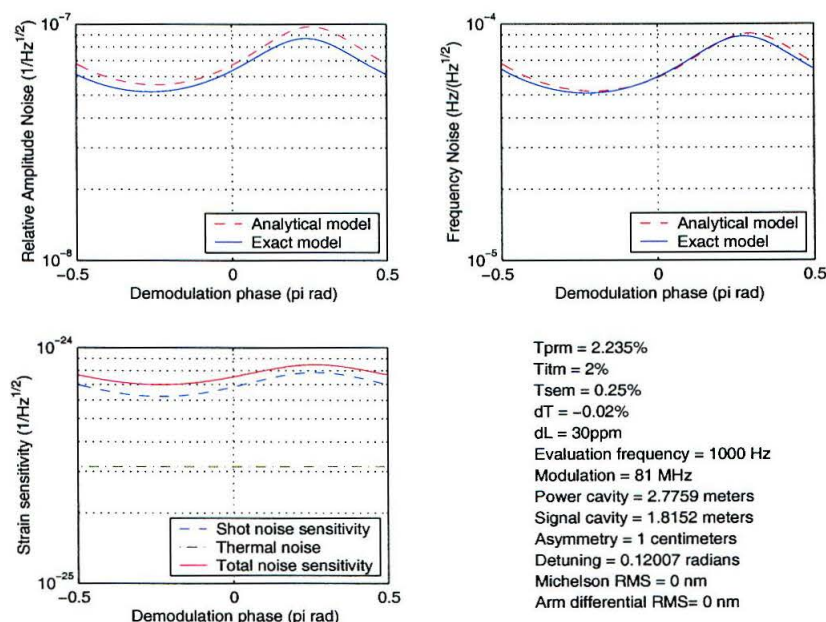 10^-7
Relative Amplitude Noise (1/Hz^1/2)
Analytical model
Exact model
10^-8
−0.5 0 0.5
Demodulation phase (pi rad)
10^-4
Frequency Noise (Hz/(Hz^1/2)
Analytical model
Exact model
10^-5
−0.5 0 0.5
Demodulation phase (pi rad)
10^-24
Strain sensitivity (1/Hz^1/2)
Shot noise sensitivity
Thermal noise
Total noise sensitivity
10^-25
−0.5 0 0.5
Demodulation phase (pi rad)
Tprm = 2.235%
Titm = 2%
Tsem = 0.25%
dT = −0.02%
dL = 30ppm
Evaluation frequency = 1000 Hz
Modulation = 81 MHz
Power cavity = 2.7759 meters
Signal cavity = 1.8152 meters
Asymmetry = 1 centimeters
Detuning = 0.12007 radians
Michelson RMS = 0 nm
Arm differential RMS= 0 nm